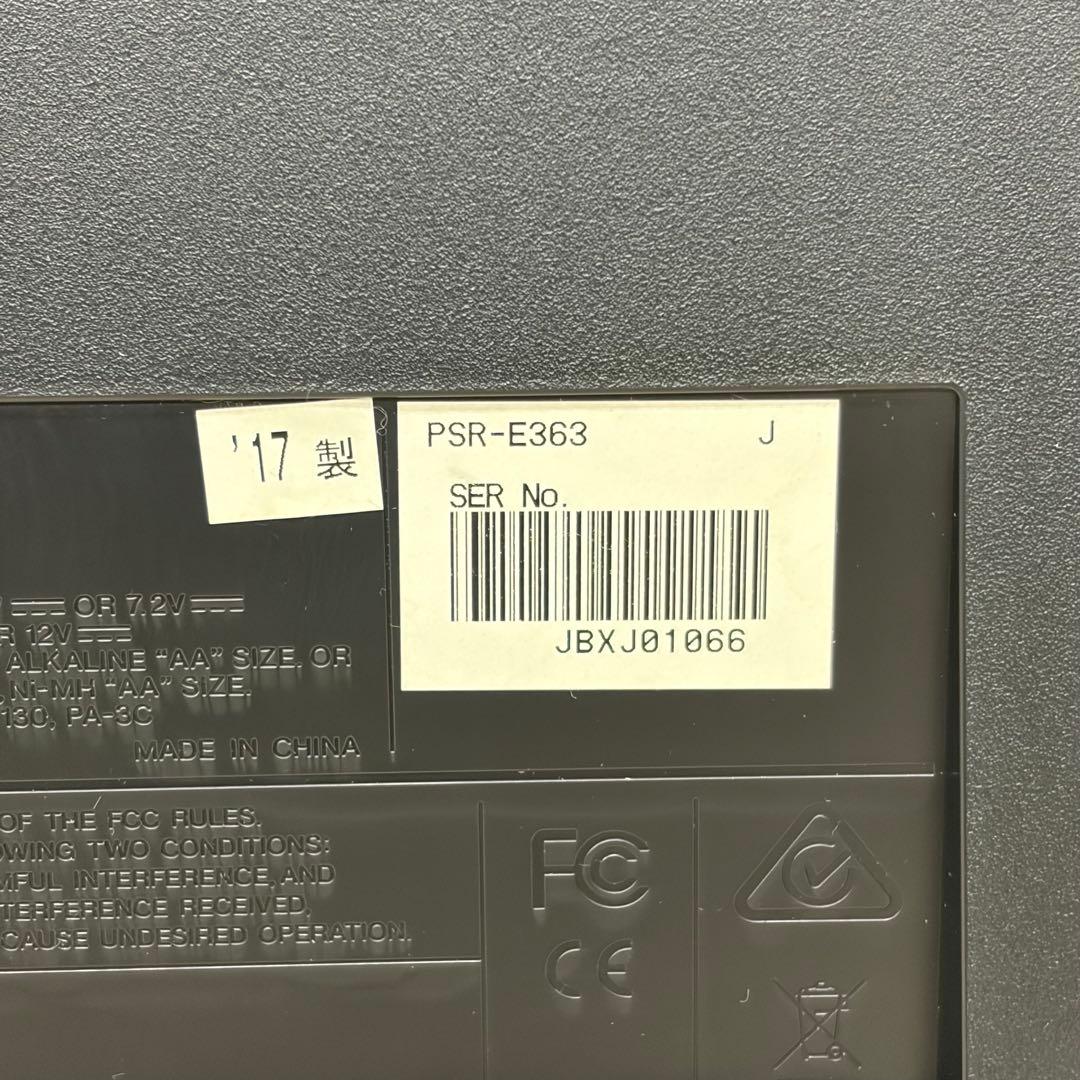 '17 製
PSR-E363 J
SER No.
JBXJ01066
OR 7.2V
12V
ALKALINE "AA" SIZE, OR
Ni-MH "AA" SIZE.
130, PA-3C
MADE IN CHINA
OF THE FCC RULES.
OWING TWO CONDITIONS:
MFUL INTERFERENCE, AND
TERFERENCE RECEIVED,
CAUSE UNDESIRED OPERATION.
FC
CE
J